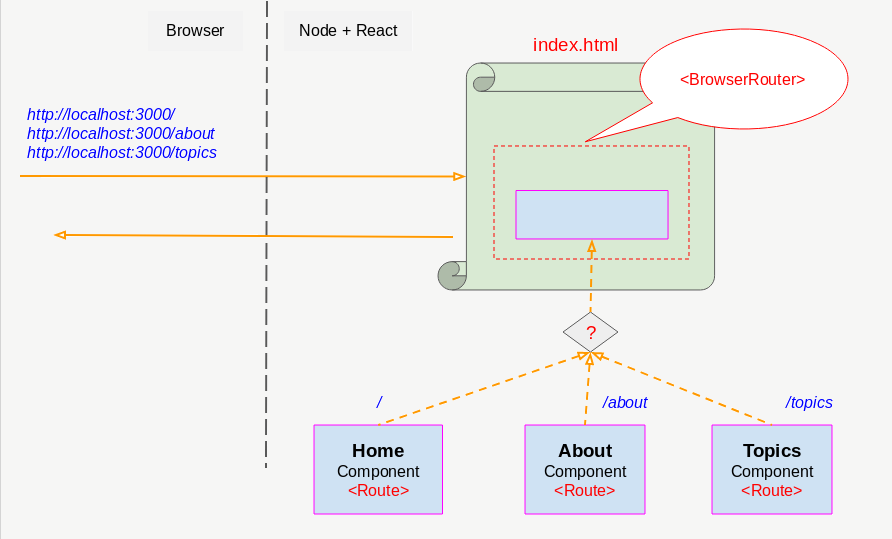 Browser
Node + React
index.html
<BrowserRouter>
http://localhost:3000/
http://localhost:3000/about
http://localhost:3000/topics
?
/
/about
/topics
Home
Component
<Route>
About
Component
<Route>
Topics
Component
<Route>